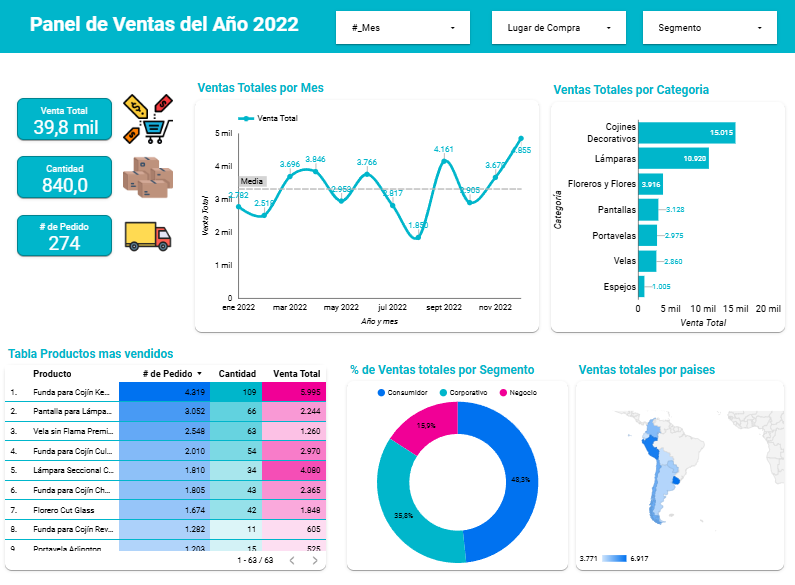 Panel de Ventas del Año 2022
#_Mes
Lugar de Compra
Segmento
Venta Total
39,8 mil
Cantidad
840,0
# de Pedido
274
Ventas Totales por Mes
Venta Total
5 mil
4 mil
3 mil
2 mil
1 mil
0
Venta Total
Media
2.782
2.518
3.696
3.846
2.953
3.766
2.817
4.161
2.905
4.855
ene 2022
mar 2022
may 2022
jul 2022
sept 2022
nov 2022
Año y mes
Ventas Totales por Categoria
Categoría
Cojines
Decorativos
15.015
Lámparas
10.920
Floreros y Flores
3.916
Pantallas
3.128
Portavelas
2.975
Velas
2.860
Espejos
1.005
0
5 mil
10 mil
15 mil
20 mil
Venta Total
Tabla Productos mas vendidos
Producto # de Pedido Cantidad Venta Total
1. Funda para Cojín Ke... 4.319 109 5.995
2. Pantalla para Lámpa... 3.052 66 2.244
3. Vela sin Flama Premi... 2.548 63 1.260
4. Funda para Cojín Cul... 2.010 54 2.970
5. Lámpara Seccional C... 1.810 34 4.080
6. Funda para Cojín Ch... 1.805 43 2.365
7. Florero Cut Glass 1.674 42 1.848
8. Funda para Cojín Rev... 1.282 11 605
9. Portavela Arlington 1.203 15 525
1 - 63 / 63
% de Ventas totales por Segmento
Consumidor
Corporativo
Negocio
15,9%
48,3%
35,8%
Ventas totales por paises
3.771
6.917